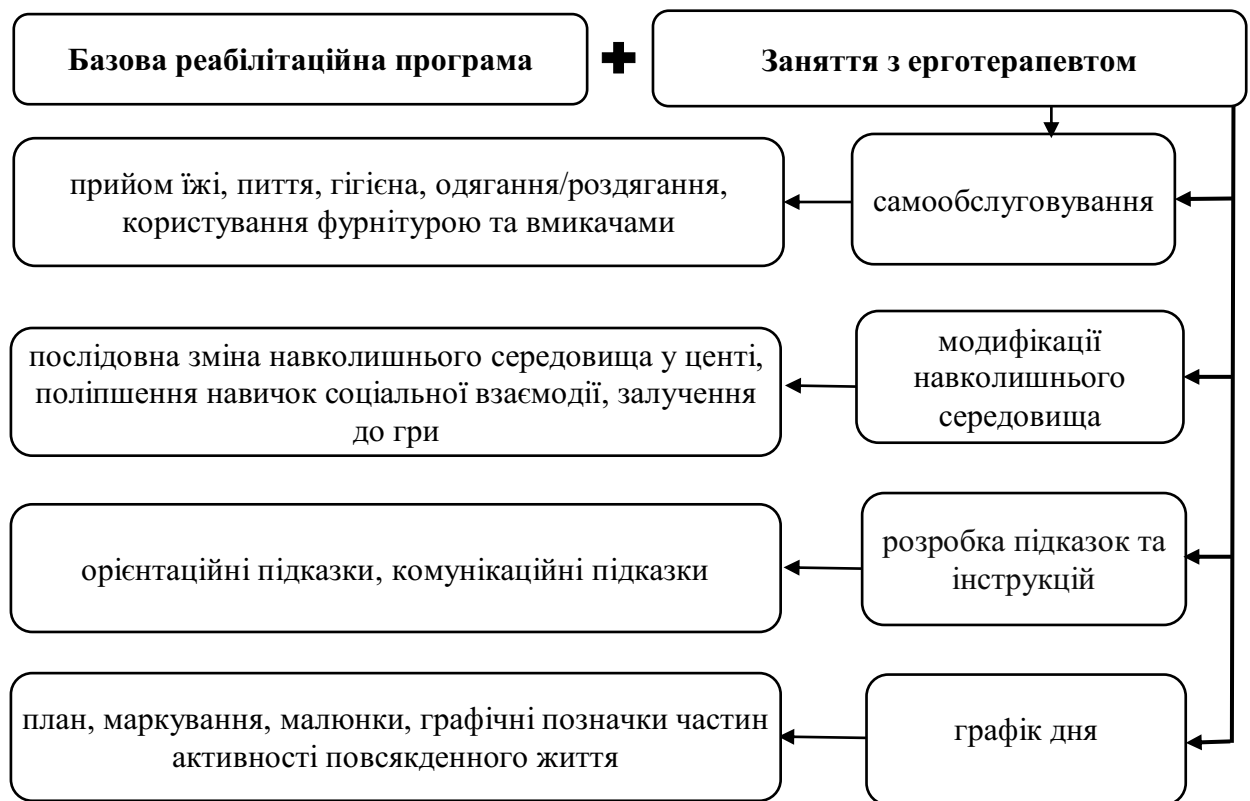 Базова реабілітаційна програма
Заняття з ерготерапевтом
прийом їжі, пиття, гігієна, одягання/роздягання,
користування фурнітурою та вмикачами
самообслуговування
послідовна зміна навколишнього середовища у центі,
поліпшення навичок соціальної взаємодії, залучення
до гри
модифікації
навколишнього
середовища
орієнтаційні підказки, комунікаційні підказки
розробка підказок та
інструкцій
план, маркування, малюнки, графічні позначки частин
активності повсякденного життя
графік дня